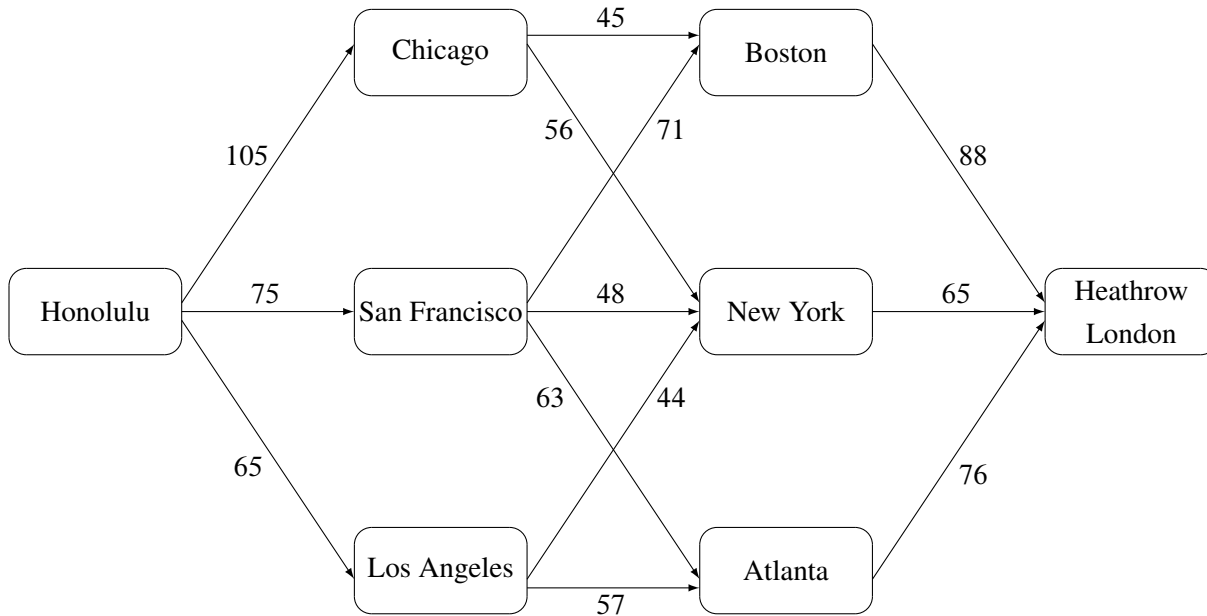 45
Chicago
Boston
56
71
105
88
75
48
65
Honolulu
San Francisco
New York
Heathrow
London
63
44
65
76
Los Angeles
Atlanta
57